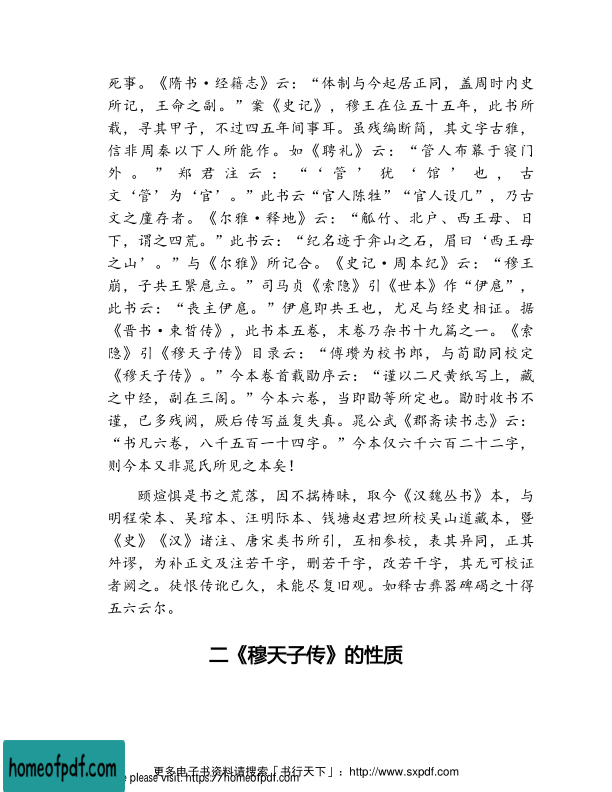 死事。《隋书·经籍志》云：“体制与今起居正同，盖周时内史
所记，王命之副。”案《史记》，穆王在位五十五年，此书所
载，寻其甲子，不过四五年间事耳。虽残编断简，其文字古雅，
信非周秦以下人所能作。如《聘礼》云：“管人布幕于寝门
外。”郑君注云：“‘管’犹‘馆’也，古
文‘管’为‘官’。”此书云“官人陈牲”“官人设几”，乃古
文之廑存者。《尔雅·释地》云：“觚竹、北户、西王母、日
下，谓之四荒。”此书云：“纪名迹于弇山之石，眉曰‘西王母
之山’。”与《尔雅》所记合。《史记·周本纪》云：“穆王
崩，子共王繄扈立。”司马贞《索隐》引《世本》作“伊扈”，
此书云：“丧主伊扈。”伊扈即共王也，尤足与经史相证。据
《晋书·束皙传》，此书本五卷，末卷乃杂书十九篇之一。《索
隐》引《穆天子传》目录云：“傅瓒为校书郎，与荀勖同校定
《穆天子传》。”今本卷首载勖序云：“谨以二尺黄纸写上，藏
之中经，副在三阁。”今本六卷，当即勖等所定也。勖时收书不
谨，已多残阙，厥后传写益复失真。晁公武《郡斋读书志》云：
“书凡六卷，八千五百一十四字。”今本仅六千六百二十二字，
则今本又非晁氏所见之本矣！
颐煊惧是书之荒落，因不揣梼昧，取今《汉魏丛书》本，与
明程荣本、吴琯本、汪明际本、钱塘赵君坦所校吴山道藏本，暨
《史》《汉》诸注、唐宋类书所引，互相参校，表其异同，正其
舛谬，为补正文及注若干字，删若干字，改若干字，其无可校证
者阙之。徒恨传讹已久，未能尽复旧观。如释古彝器碑碣之十得
五六云尔。
二《穆天子传》的性质
更多电子书资料请搜索「书行天下」：http://www.sxpdf.com
e please visit: https://homeofpdf.com
homeofpdf.com